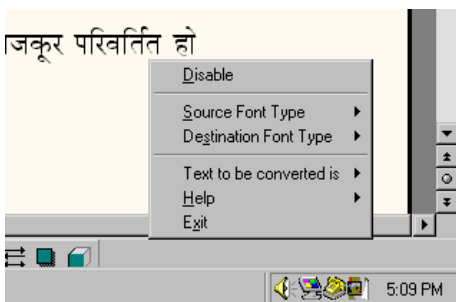 जकूर परिवर्तित हो
Disable
Source Font Type
Destination Font Type
Text to be converted is
Help
Exit
5:09 PM